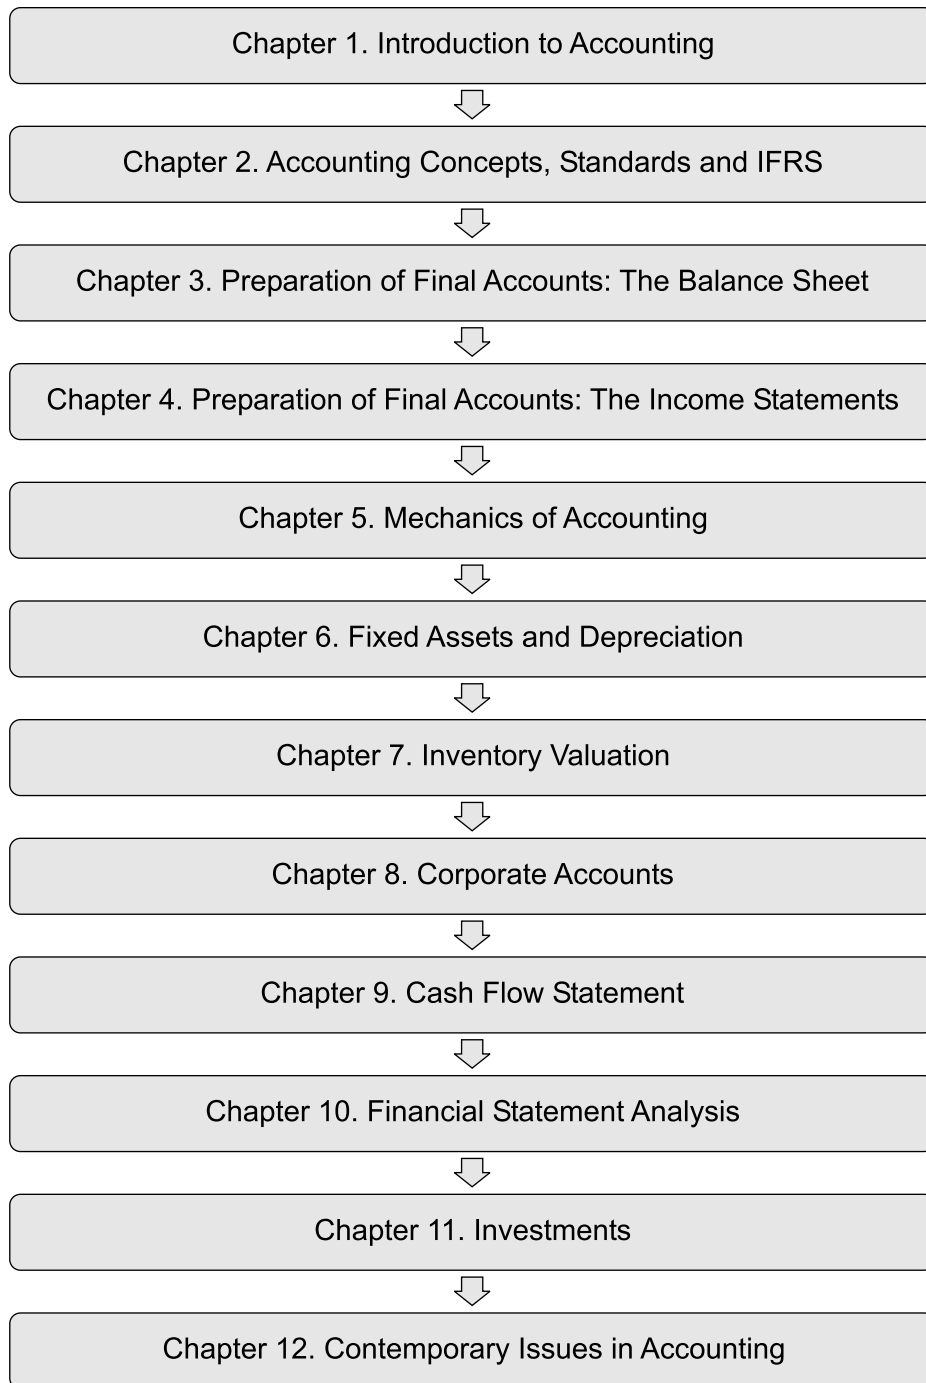 Chapter 1. Introduction to Accounting
Chapter 2. Accounting Concepts, Standards and IFRS
Chapter 3. Preparation of Final Accounts: The Balance Sheet
Chapter 4. Preparation of Final Accounts: The Income Statements
Chapter 5. Mechanics of Accounting
Chapter 6. Fixed Assets and Depreciation
Chapter 7. Inventory Valuation
Chapter 8. Corporate Accounts
Chapter 9. Cash Flow Statement
Chapter 10. Financial Statement Analysis
Chapter 11. Investments
Chapter 12. Contemporary Issues in Accounting